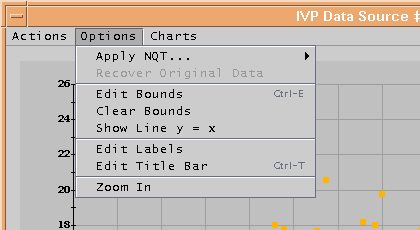 IVP Data Source #
Actions Options Charts
Apply NQT...
Recover Original Data
Edit Bounds Ctrl-E
Clear Bounds
Show Line y = x
Edit Labels
Edit Title Bar Ctrl-T
Zoom In
26
24
22
20
18